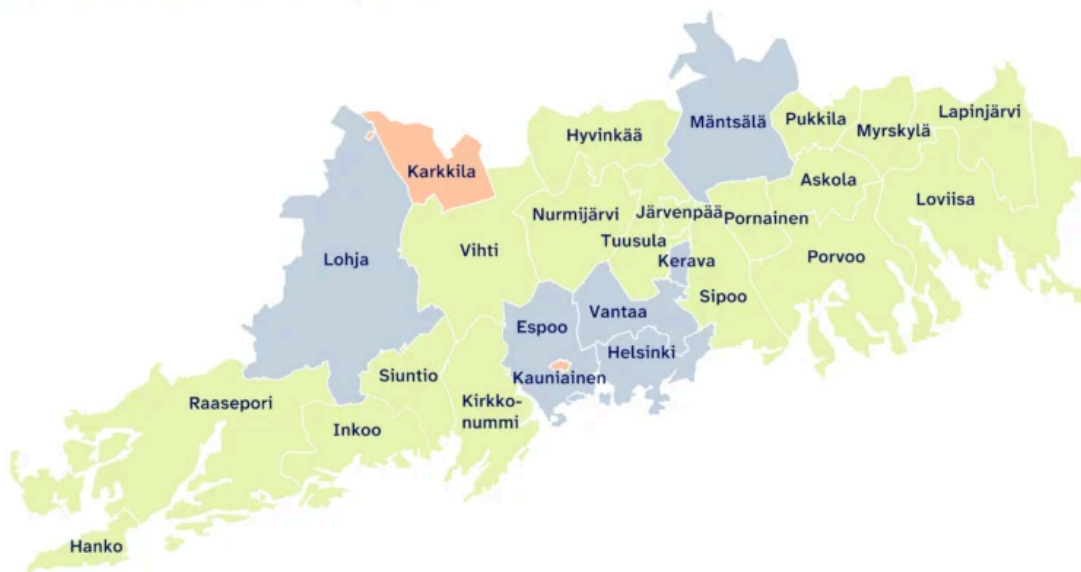 Mäntsälä
Pukkila
Lapinjärvi
Hyvinkää
Myrskylä
Karkkila
Askola
Nurmijärvi
Järvenpää
Pornainen
Loviisa
Vihti
Tuusula
Lohja
Kerava
Porvoo
Sipoo
Espoo
Vantaa
Helsinki
Siuntio
Kauniainen
Raasepori
Kirkko-
nummi
Inkoo
Hanko